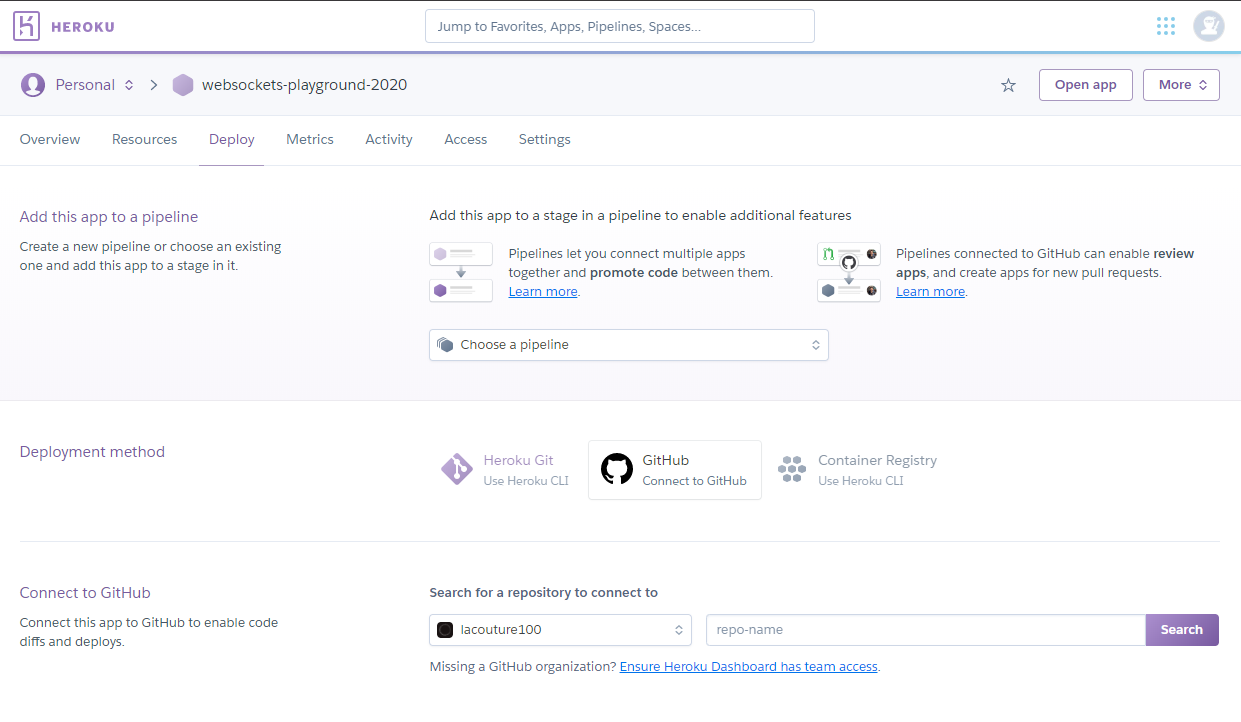 HEROKU
Jump to Favorites, Apps, Pipelines, Spaces...
Personal
websockets-playground-2020
Open app
More
Overview
Resources
Deploy
Metrics
Activity
Access
Settings
Add this app to a pipeline
Create a new pipeline or choose an existing
one and add this app to a stage in it.
Add this app to a stage in a pipeline to enable additional features
Pipelines let you connect multiple apps
together and promote code between them.
Learn more.
Pipelines connected to GitHub can enable review
apps, and create apps for new pull requests.
Learn more.
Choose a pipeline
Deployment method
Heroku Git
Use Heroku CLI
GitHub
Connect to GitHub
Container Registry
Use Heroku CLI
Connect to GitHub
Connect this app to GitHub to enable code
diffs and deploys.
Search for a repository to connect to
lacouture100
repo-name
Search
Missing a GitHub organization? Ensure Heroku Dashboard has team access.